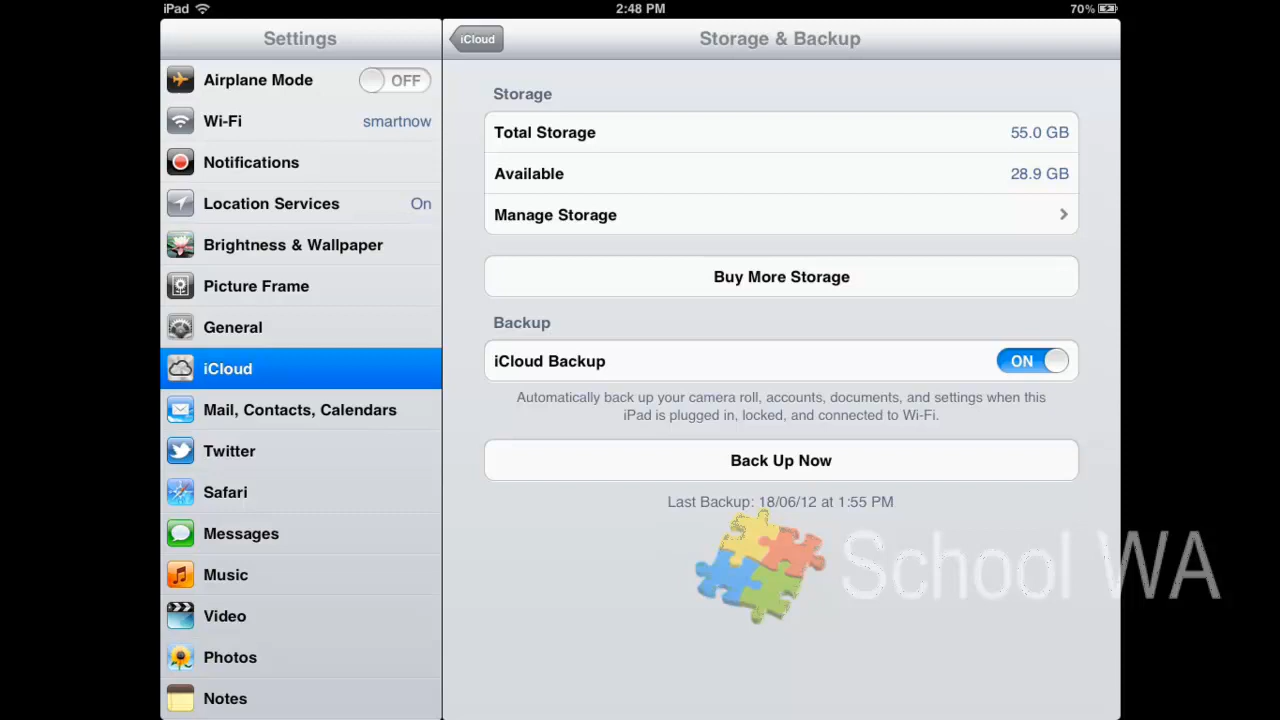 iPad 2:48 PM 70%
Settings
iCloud
Storage & Backup
Airplane Mode OFF
Wi-Fi smartnow
Notifications
Location Services On
Brightness & Wallpaper
Picture Frame
General
iCloud
Mail, Contacts, Calendars
Twitter
Safari
Messages
Music
Video
Photos
Notes
Storage
Total Storage 55.0 GB
Available 28.9 GB
Manage Storage
Buy More Storage
Backup
iCloud Backup ON
Automatically back up your camera roll, accounts, documents, and settings when this
iPad is plugged in, locked, and connected to Wi-Fi.
Back Up Now
Last Backup: 18/06/12 at 1:55 PM
School WA